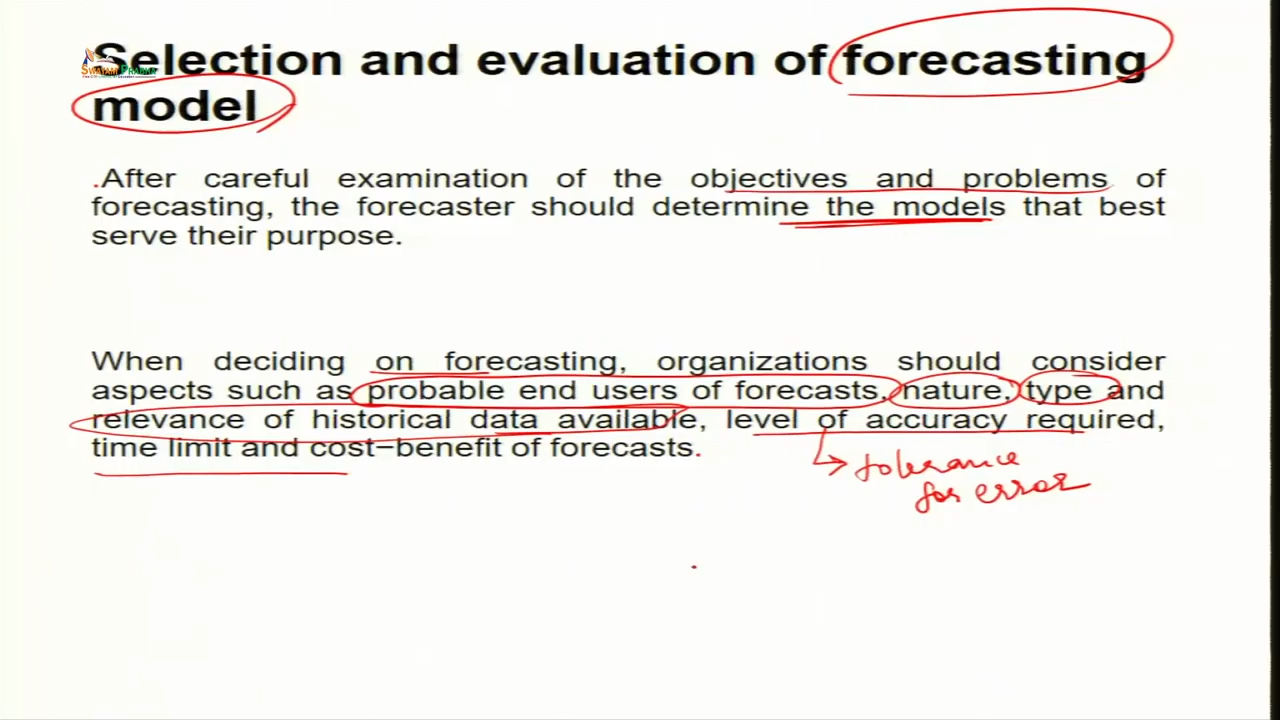 Selection and evaluation of forecasting
model
SWAYAM PRABHA
.After careful examination of the objectives and problems of
forecasting, the forecaster should determine the models that best
serve their purpose.
When deciding on forecasting, organizations should consider
aspects such as probable end users of forecasts, nature, type and
relevance of historical data available, level of accuracy required,
time limit and cost−benefit of forecasts.
tolerance
for error